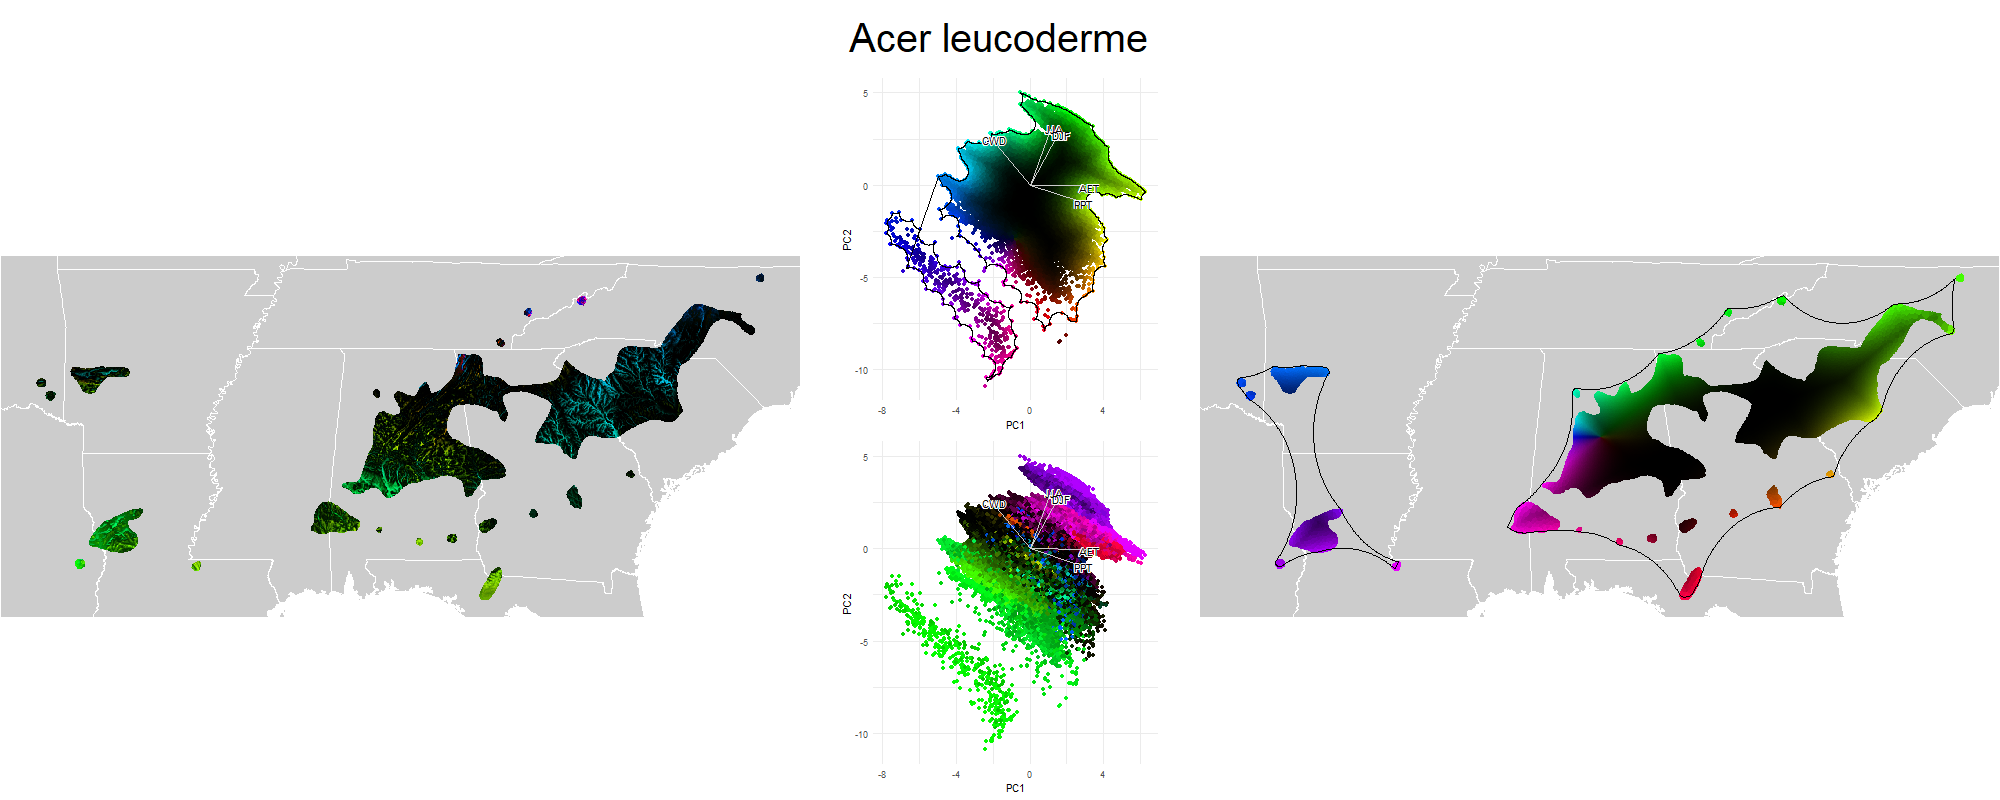 Acer leucoderme
5
0
-5
-10
PC2
CWD
JJA
DJF
AET
PPT
-8
-4
0
4
PC1
5
0
-5
-10
PC2
CWD
JJA
DJF
AET
PPT
-8
-4
0
4
PC1